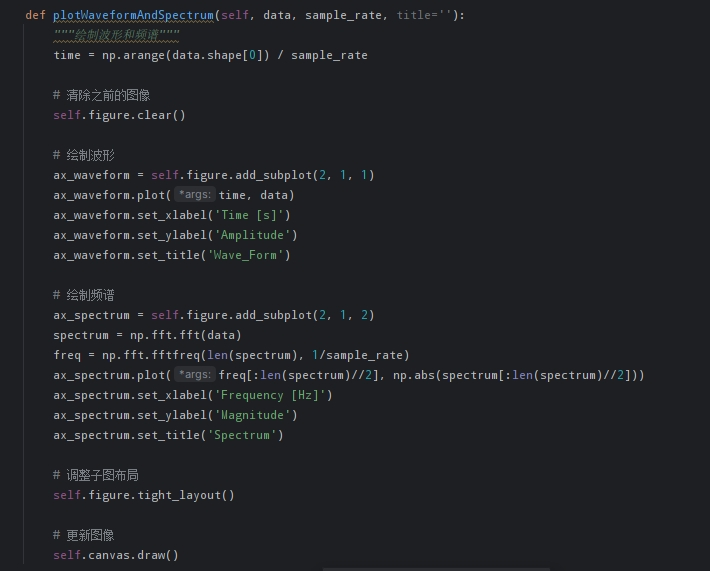 def plotWaveformAndSpectrum(self, data, sample_rate, title=''):
"""绘制波形和频谱"""
time = np.arange(data.shape[0]) / sample_rate
# 清除之前的图像
self.figure.clear()
# 绘制波形
ax_waveform = self.figure.add_subplot(2, 1, 1)
ax_waveform.plot( *args: time, data)
ax_waveform.set_xlabel('Time [s]')
ax_waveform.set_ylabel('Amplitude')
ax_waveform.set_title('Wave_Form')
# 绘制频谱
ax_spectrum = self.figure.add_subplot(2, 1, 2)
spectrum = np.fft.fft(data)
freq = np.fft.fftfreq(len(spectrum), 1/sample_rate)
ax_spectrum.plot( *args: freq[:len(spectrum)//2], np.abs(spectrum[:len(spectrum)//2]))
ax_spectrum.set_xlabel('Frequency [Hz]')
ax_spectrum.set_ylabel('Magnitude')
ax_spectrum.set_title('Spectrum')
# 调整子图布局
self.figure.tight_layout()
# 更新图像
self.canvas.draw()